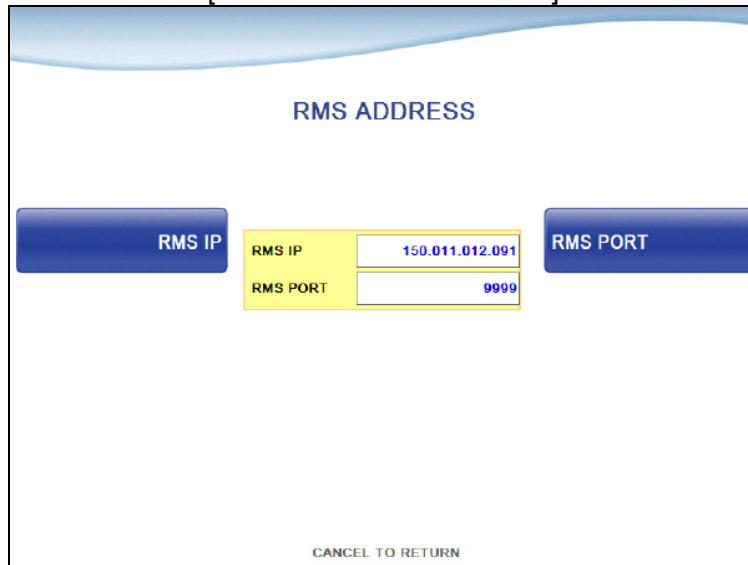 RMS ADDRESS
RMS IP
RMS IP 150.011.012.091
RMS PORT 9999
RMS PORT
CANCEL TO RETURN